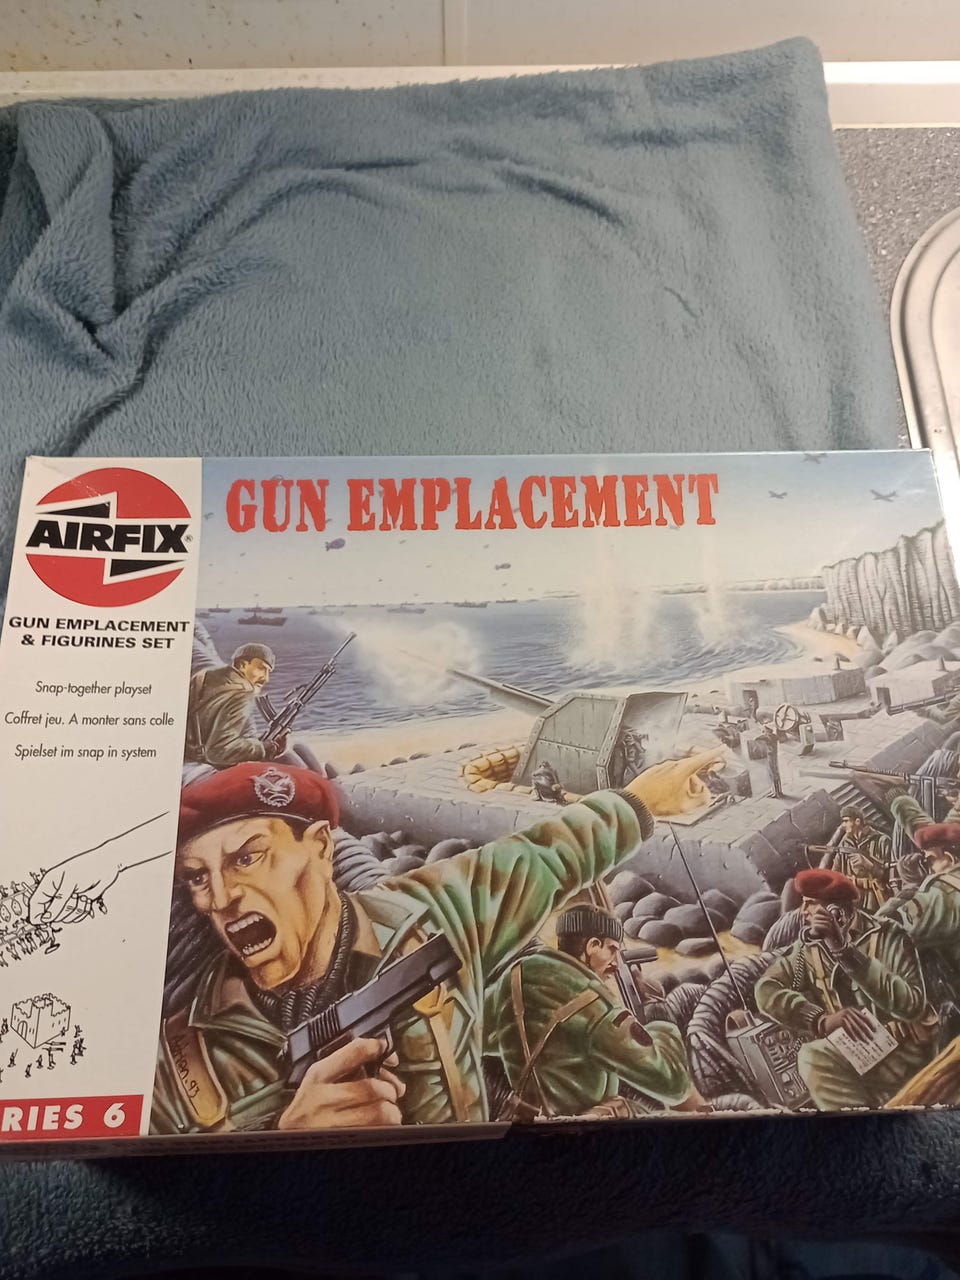 GUN EMPLACEMENT
AIRFIX®
GUN EMPLACEMENT
& FIGURINES SET
Snap-together playset
Coffret jeu. A monter sans colle
Spielset im snap in system
RIES 6